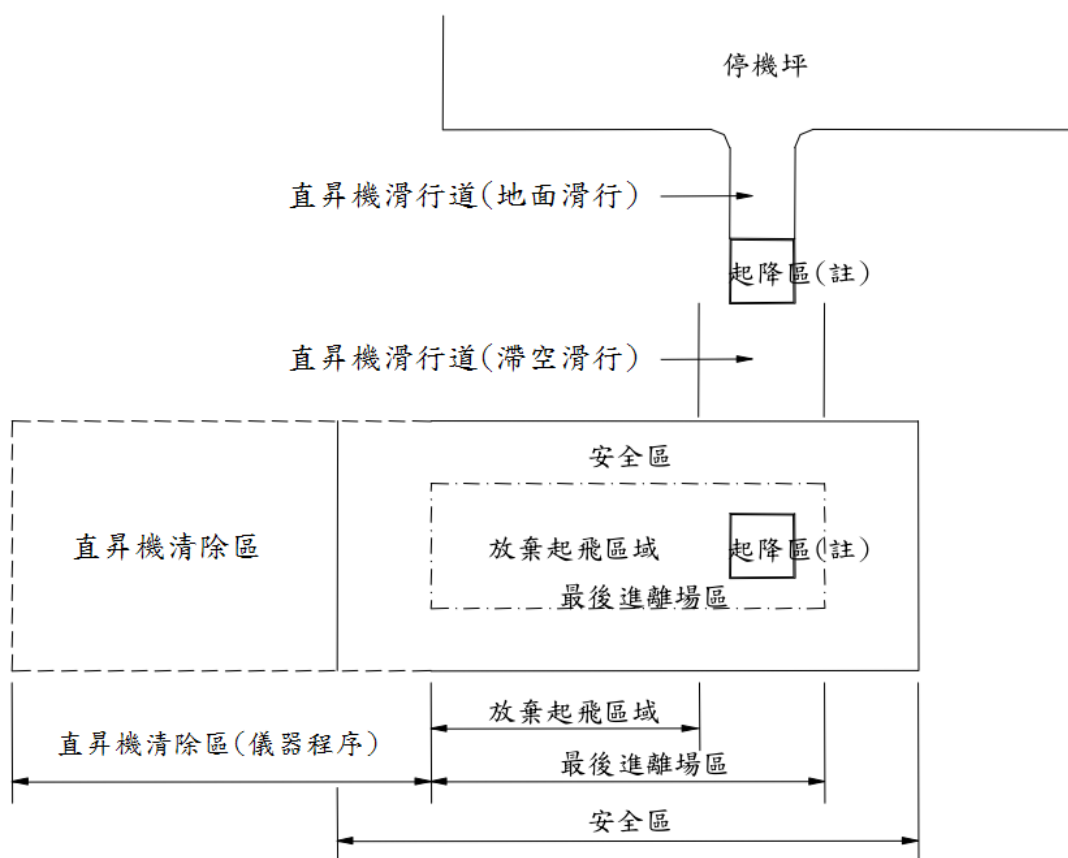 停機坪
直昇機滑行道(地面滑行)
起降區(註)
直昇機滑行道(滯空滑行)
安全區
直昇機清除區
放棄起飛區域
起降區(註)
最後進離場區
放棄起飛區域
直昇機清除區(儀器程序)
最後進離場區
安全區